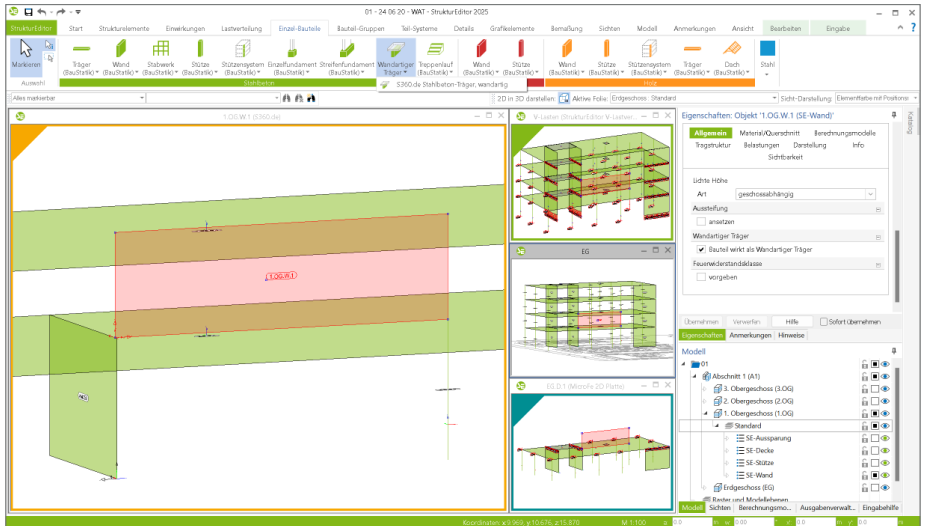 01 - 24 06 20 - WAT - StrukturEditor 2025
StrukturEditor Start Strukturelemente Einwirkungen Lastverteilung Einzel-Bauteile Bauteil-Gruppen Teil-Systeme Details Grafikelemente Bemaßung Sichten Modell Anmerkungen Ansicht Bearbeiten Eingabe
Markieren Träger Wand Stabwerk Stütze Stützensystem Einzelfundament Streifenfundament Wandartiger Treppenlauf Wand Stütze Wand Stütze Stützensystem Träger Dach Stahl
(BauStatik) (BauStatik) (BauStatik) (BauStatik) (BauStatik) (BauStatik) (BauStatik) Träger (BauStatik) (BauStatik) (BauStatik) (BauStatik) (BauStatik) (BauStatik) (BauStatik) (BauStatik)
Auswahl Stahlbeton Holz
S360.de Stahlbeton-Träger, wandartig
Alles markierbar 2D in 3D darstellen Aktive Folie: Erdgeschoss : Standard Sicht-Darstellung: Elementfarbe mit Positions
1.OG.W.1 (S360.de)
1.OG.W.1
EG
EG.D.1 (MicroFe 2D Platte)
Eigenschaften: Objekt '1.OG.W.1 (SE-Wand)'
Katalog
Allgemein Material/Querschnitt Berechnungsmodelle
Tragstruktur Belastungen Darstellung Info
Sichtbarkeit
Lichte Höhe
Art geschossabhängig
Aussteifung
ansetzen
Wandartiger Träger
Bauteil wirkt als Wandartiger Träger
Feuerwiderstandsklasse
vorgeben
Übernehmen Verwerfen Hilfe Sofort übernehmen
Eigenschaften Anmerkungen Hinweise
Modell
01
Abschnitt 1 (A1)
3. Obergeschoss (3.OG)
2. Obergeschoss (2.OG)
1. Obergeschoss (1.OG)
Standard
SE-Aussparung
SE-Decke
SE-Stütze
SE-Wand
Erdgeschoss (EG)
Raster und Modellebenen
Modell Sichten Berechnungsmo... Ausgabenverwalt... Eingabehilfe
Koordinaten: x:9.969, y:10.676, z:15.870 M 1:100